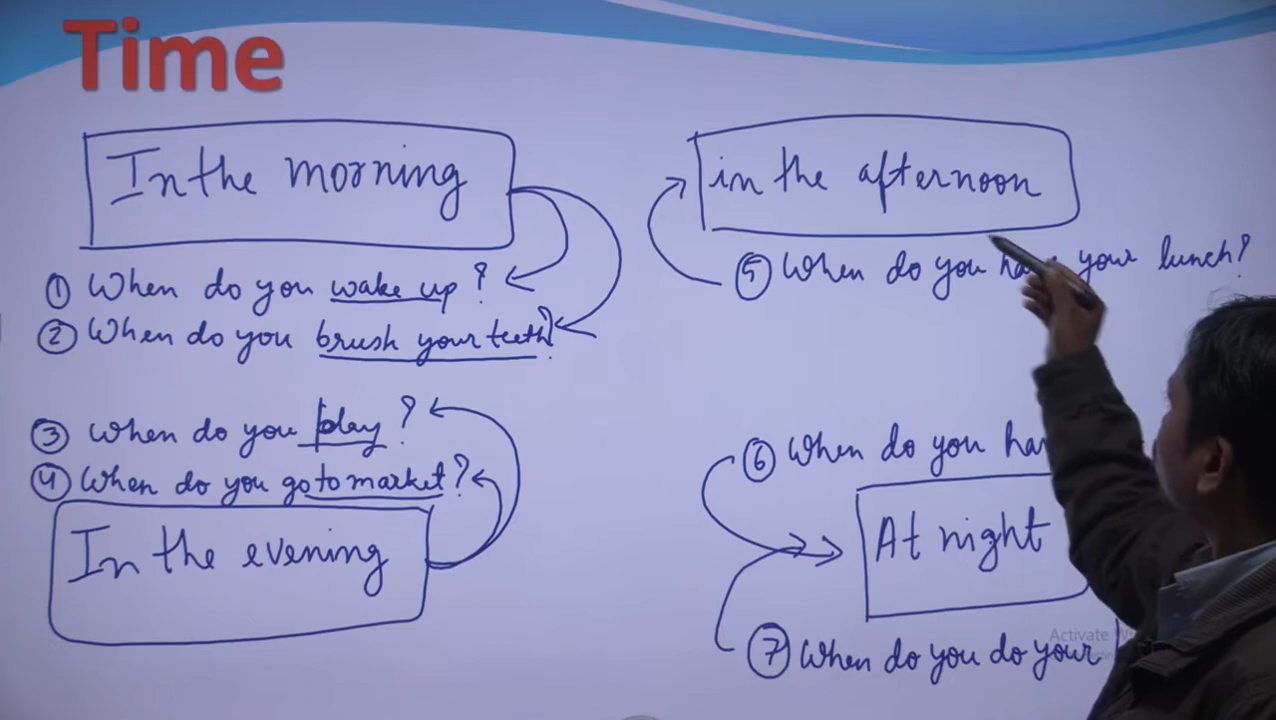 Time
In the morning
① When do you wake up?
② When do you brush your teeth?
③ When do you play?
④ When do you go to market?
In the evening
in the afternoon
⑤ When do you your lunch?
⑥ When do you
At night
⑦ When do you do your
Activate